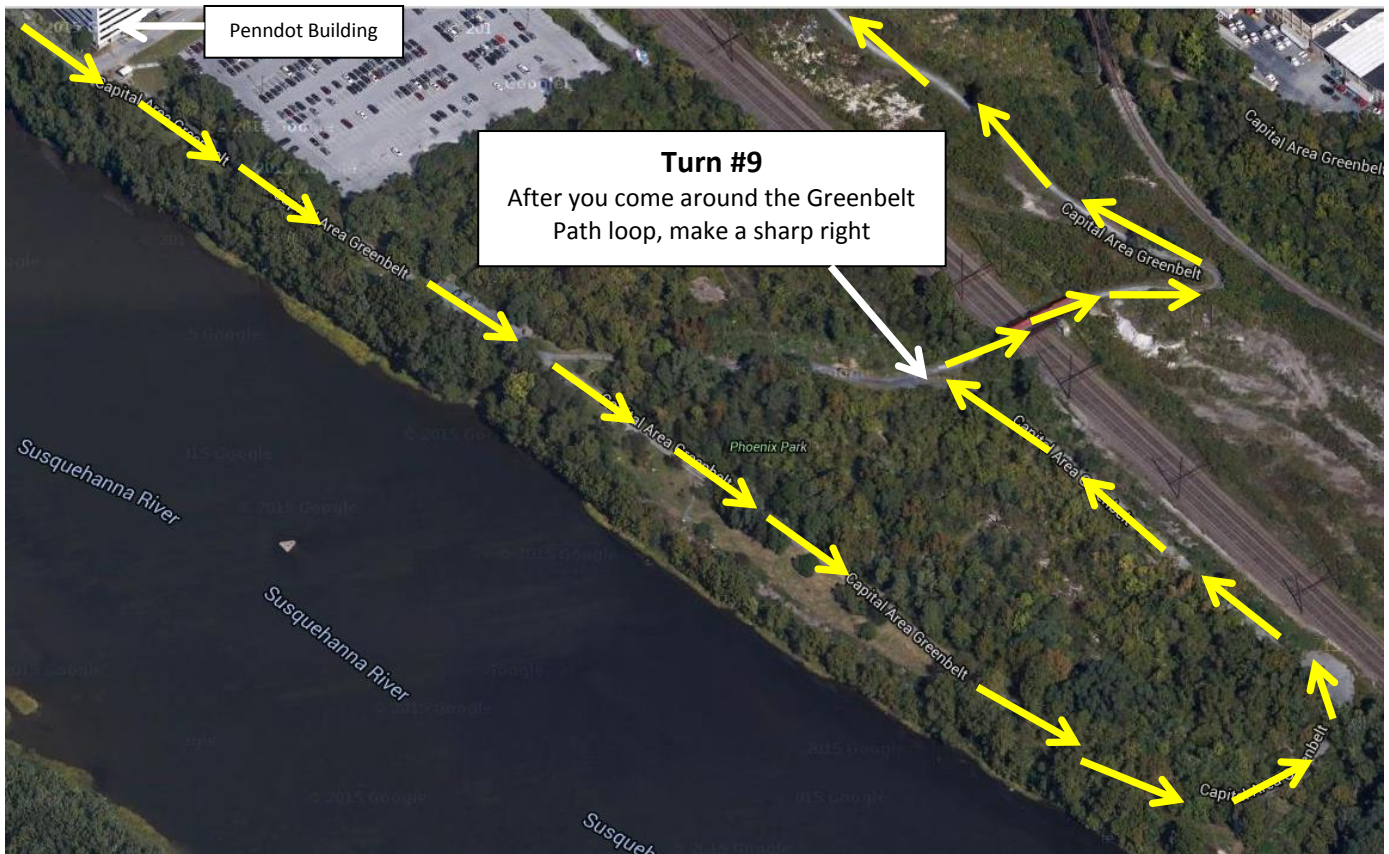 Penndot Building
Capital Area Greenbelt
Capital Area Greenbelt
Turn #9
After you come around the Greenbelt
Path loop, make a sharp right
Capital Area Greenbelt
Capital Area Greenbelt
Capital Area Greenbelt
Phoenix Park
Capital Area Greenbelt
Susquehanna River
Susquehanna River
Capital Area Greenbelt
Capital Area Greenbelt
Susquehanna